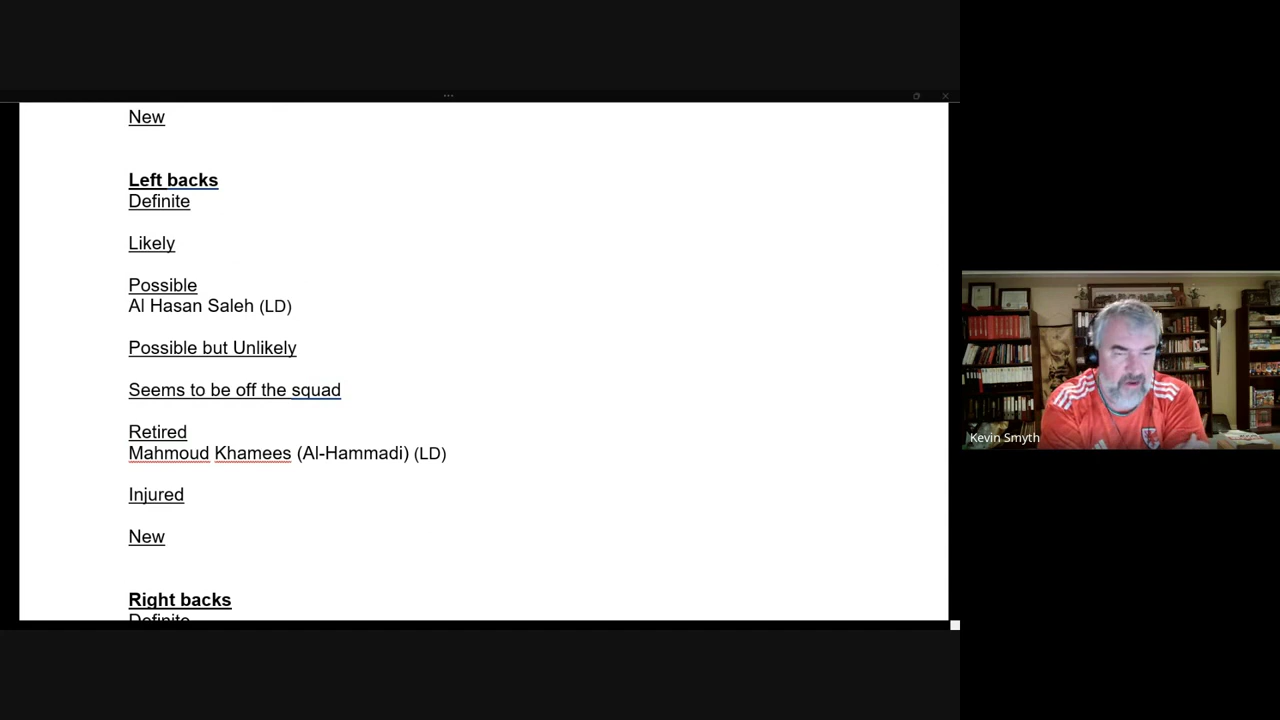 New
Left backs
Definite
Likely
Possible
Al Hasan Saleh (LD)
Possible but Unlikely
Seems to be off the squad
Retired
Mahmoud Khamees (Al-Hammadi) (LD)
Injured
New
Right backs
Definite
Kevin Smyth